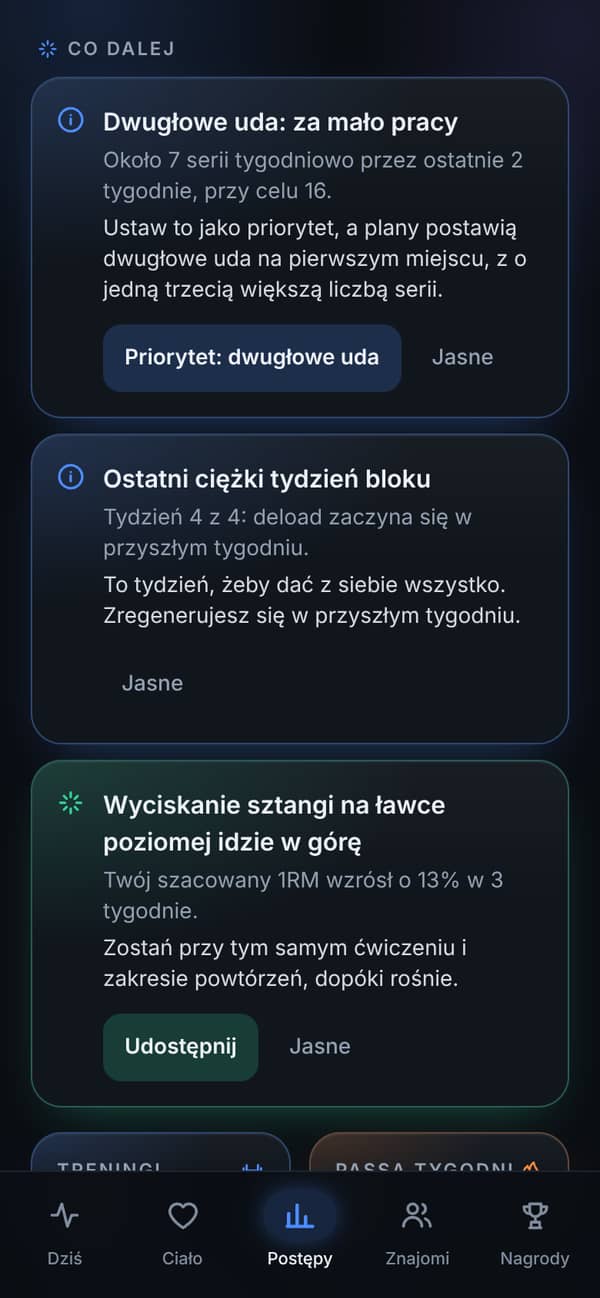 CO DALEJ
Dwugłowe uda: za mało pracy
Około 7 serii tygodniowo przez ostatnie 2
tygodnie, przy celu 16.
Ustaw to jako priorytet, a plany postawią
dwugłowe uda na pierwszym miejscu, z o
jedną trzecią większą liczbą serii.
Priorytet: dwugłowe uda Jasne
Ostatni ciężki tydzień bloku
Tydzień 4 z 4: deload zaczyna się w
przyszłym tygodniu.
To tydzień, żeby dać z siebie wszystko.
Zregenerujesz się w przyszłym tygodniu.
Jasne
Wyciskanie sztangi na ławce
poziomej idzie w górę
Twój szacowany 1RM wzrósł o 13% w 3
tygodnie.
Zostań przy tym samym ćwiczeniu i
zakresie powtórzeń, dopóki rośnie.
Udostępnij Jasne
TRENINGI PASSA TYGODNI
Dziś Ciało Postępy Znajomi Nagrody